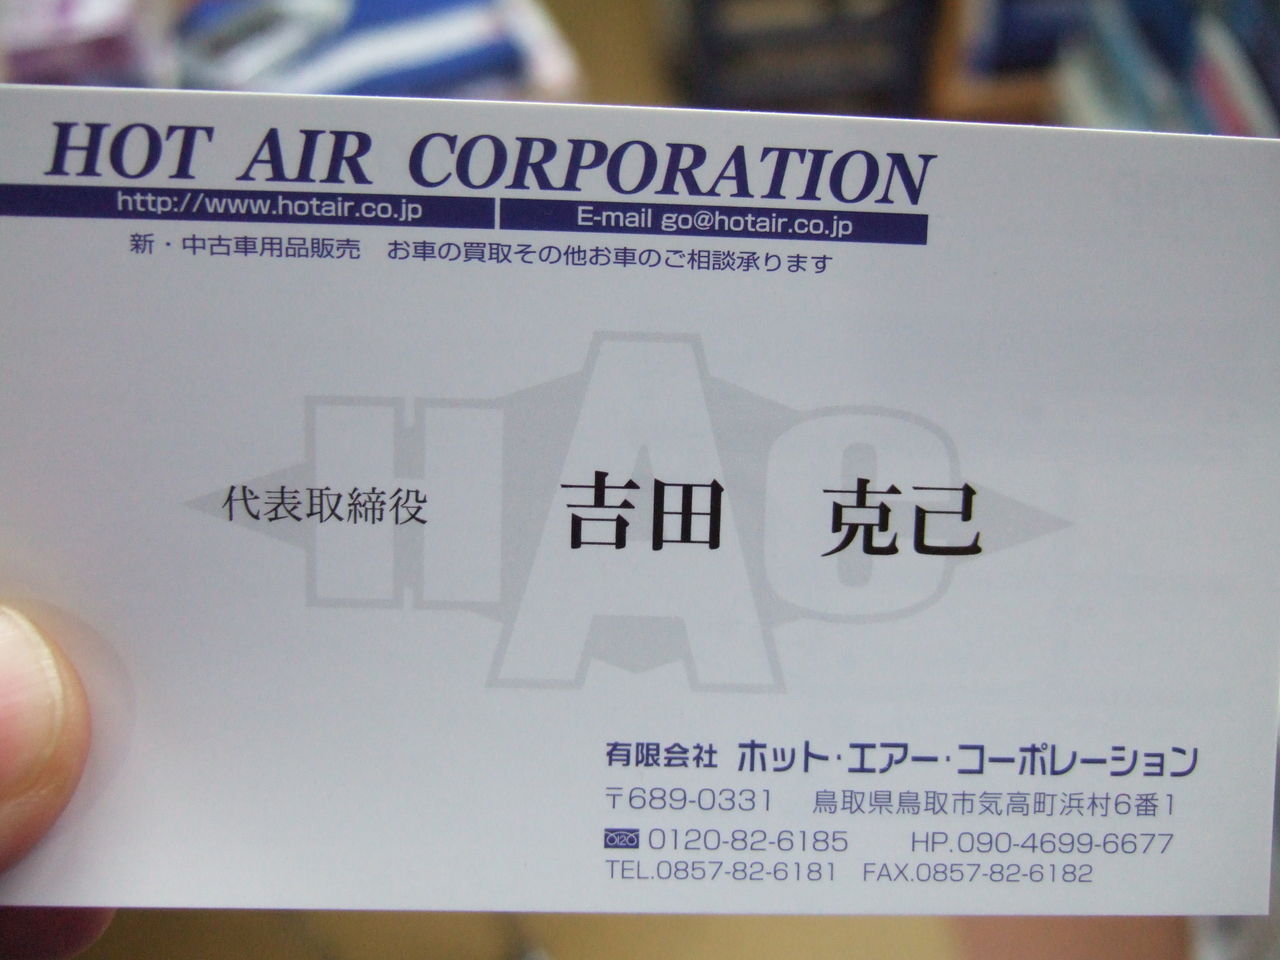 HOT AIR CORPORATION
http://www.hotair.co.jp E-mail go@hotair.co.jp
新・中古車用品販売　お車の買取その他お車のご相談承ります
HAC
代表取締役　吉田　克己
有限会社 ホット・エアー・コーポレーション
〒689-0331　鳥取県鳥取市気高町浜村6番1
0120 0120-82-6185　HP.090-4699-6677
TEL.0857-82-6181　FAX.0857-82-6182